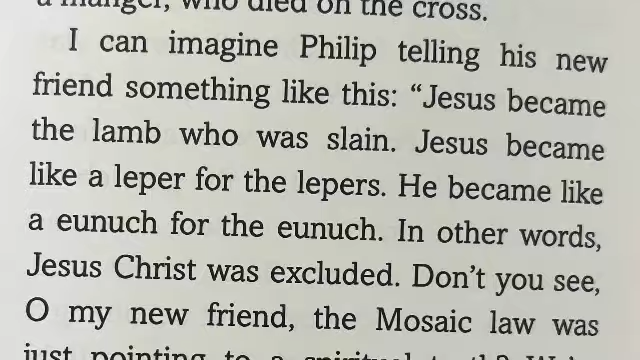 a manger, who died on the cross.
I can imagine Philip telling his new
friend something like this: “Jesus became
the lamb who was slain. Jesus became
like a leper for the lepers. He became like
a eunuch for the eunuch. In other words,
Jesus Christ was excluded. Don’t you see,
O my new friend, the Mosaic law was
just pointing to a spiritual